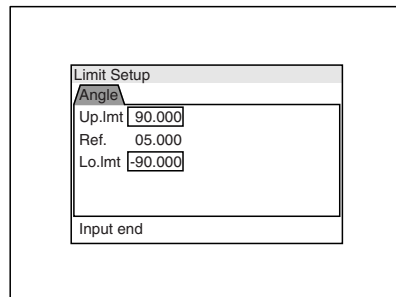 Limit Setup
Angle
Up.lmt 90.000
Ref. 05.000
Lo.lmt -90.000
Input end